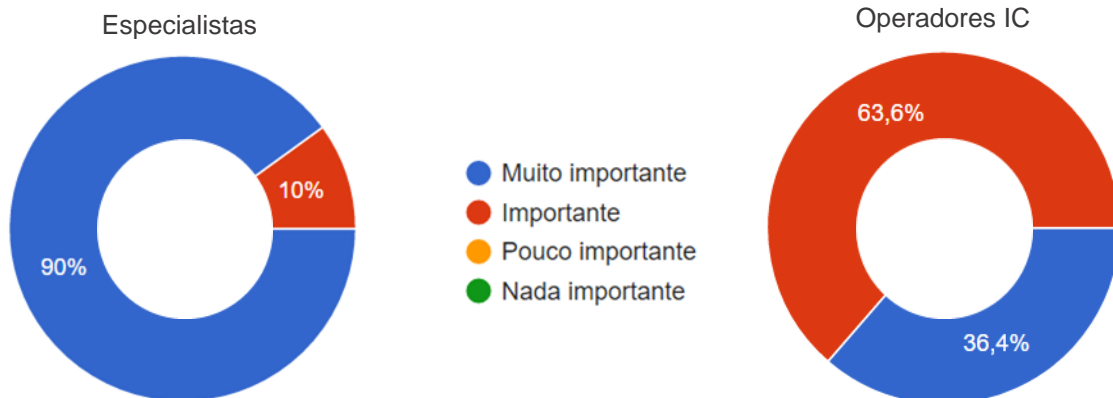 Especialistas
90%
10%
Muito importante
Importante
Pouco importante
Nada importante
Operadores IC
63,6%
36,4%